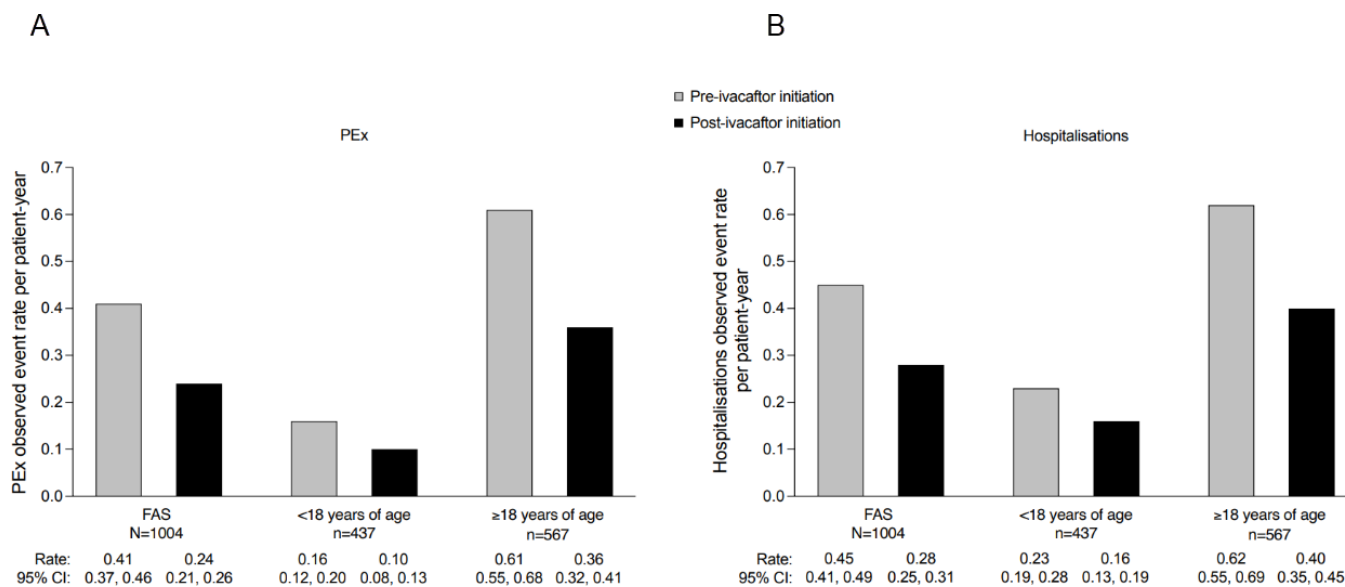 A
B
Pre-ivacaftor initiation
Post-ivacaftor initiation
PEx
PEx observed event rate per patient-year
0.7
0.6
0.5
0.4
0.3
0.2
0.1
0.0
FAS <18 years of age ≥18 years of age
N=1004 n=437 n=567
Rate: 0.41 0.24 0.16 0.10 0.61 0.36
95% CI: 0.37, 0.46 0.21, 0.26 0.12, 0.20 0.08, 0.13 0.55, 0.68 0.32, 0.41
Hospitalisations
Hospitalisations observed event rate
per patient-year
0.7
0.6
0.5
0.4
0.3
0.2
0.1
0.0
FAS <18 years of age ≥18 years of age
N=1004 n=437 n=567
Rate: 0.45 0.28 0.23 0.16 0.62 0.40
95% CI: 0.41, 0.49 0.25, 0.31 0.19, 0.28 0.13, 0.19 0.55, 0.69 0.35, 0.45